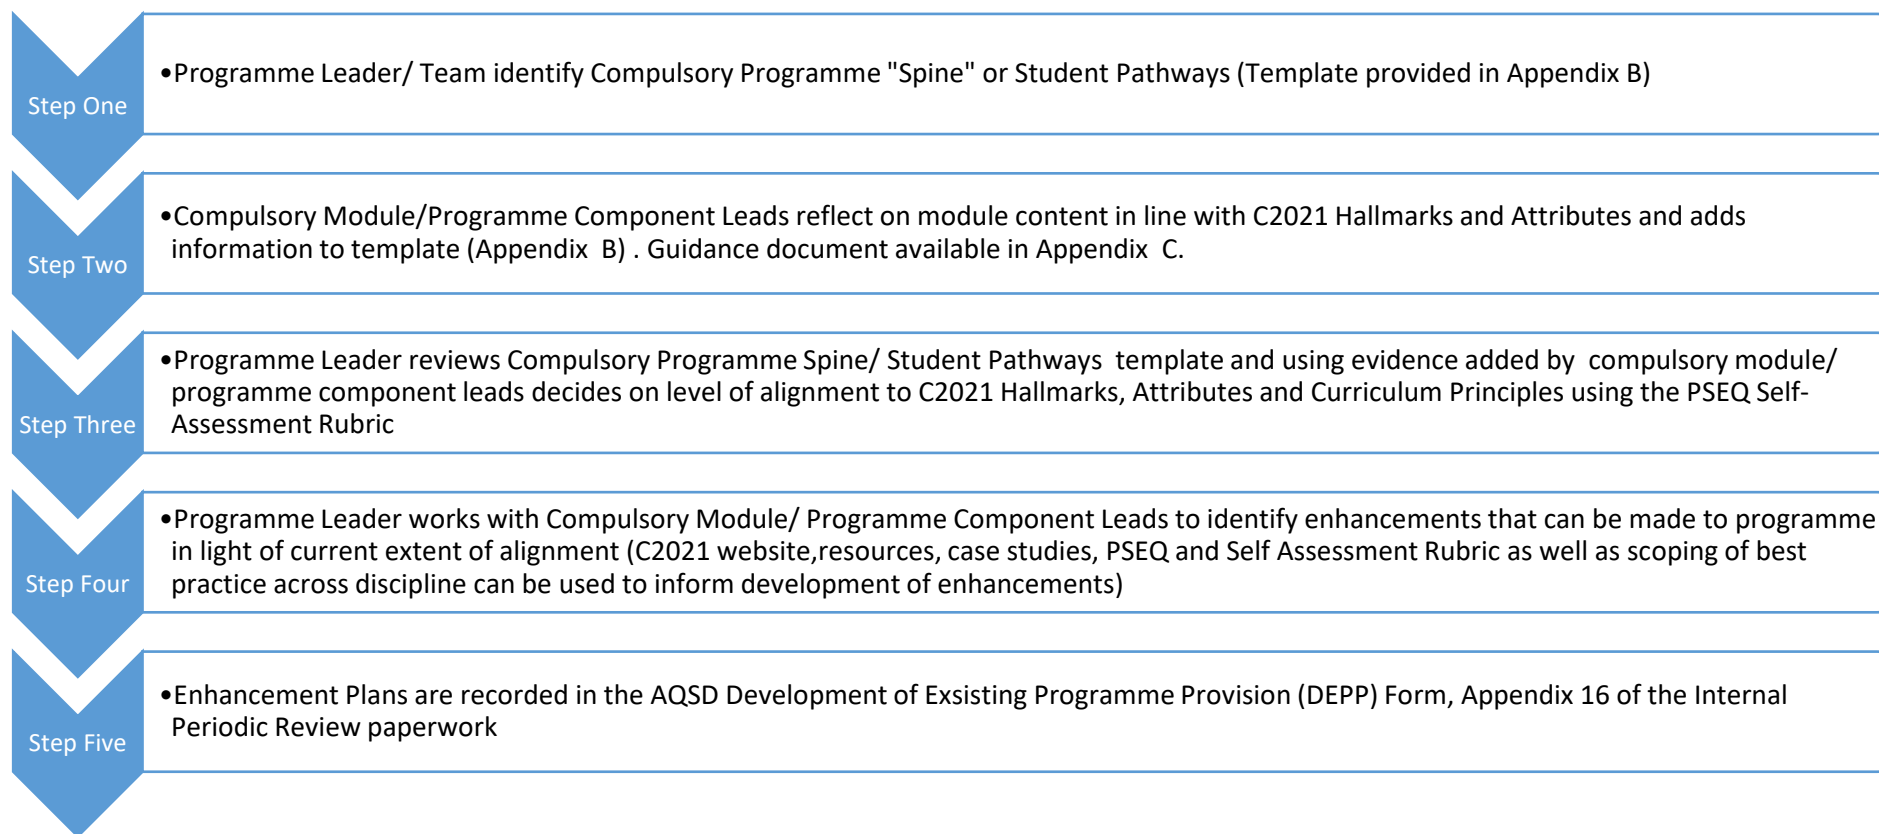 Step One
•Programme Leader/ Team identify Compulsory Programme "Spine" or Student Pathways (Template provided in Appendix B)
Step Two
•Compulsory Module/Programme Component Leads reflect on module content in line with C2021 Hallmarks and Attributes and adds
information to template (Appendix  B) . Guidance document available in Appendix  C.
Step Three
•Programme Leader reviews Compulsory Programme Spine/ Student Pathways  template and using evidence added by  compulsory module/
programme component leads decides on level of alignment to C2021 Hallmarks, Attributes and Curriculum Principles using the PSEQ Self-
Assessment Rubric
Step Four
•Programme Leader works with Compulsory Module/ Programme Component Leads to identify enhancements that can be made to programme
in light of current extent of alignment (C2021 website,resources, case studies, PSEQ and Self Assessment Rubric as well as scoping of best
practice across discipline can be used to inform development of enhancements)
Step Five
•Enhancement Plans are recorded in the AQSD Development of Exsisting Programme Provision (DEPP) Form, Appendix 16 of the Internal
Periodic Review paperwork